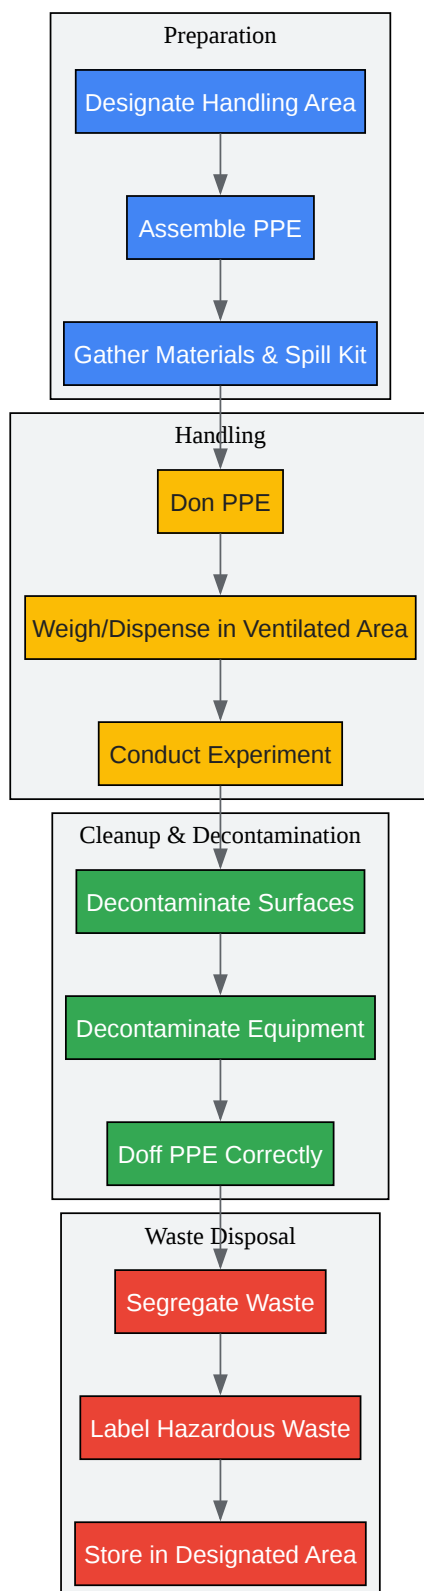 Preparation
Designate Handling Area
Assemble PPE
Gather Materials & Spill Kit
Handling
Don PPE
Weigh/Dispense in Ventilated Area
Conduct Experiment
Cleanup & Decontamination
Decontaminate Surfaces
Decontaminate Equipment
Doff PPE Correctly
Waste Disposal
Segregate Waste
Label Hazardous Waste
Store in Designated Area